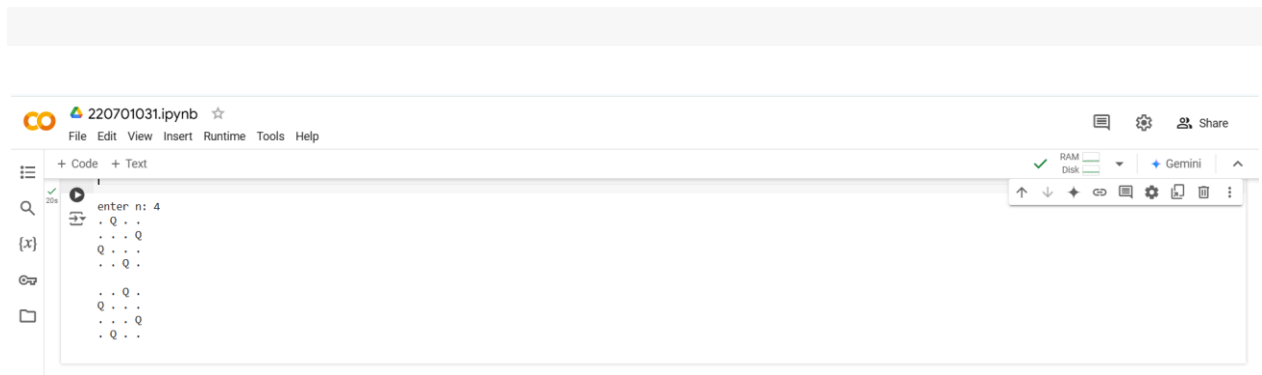 220701031.ipynb
File Edit View Insert Runtime Tools Help
Share
+ Code + Text
RAM
Disk
Gemini
20s
enter n: 4
. Q . .
. . . Q
Q . . .
. . Q .
{x}
. . Q .
Q . . .
. . . Q
. Q . .